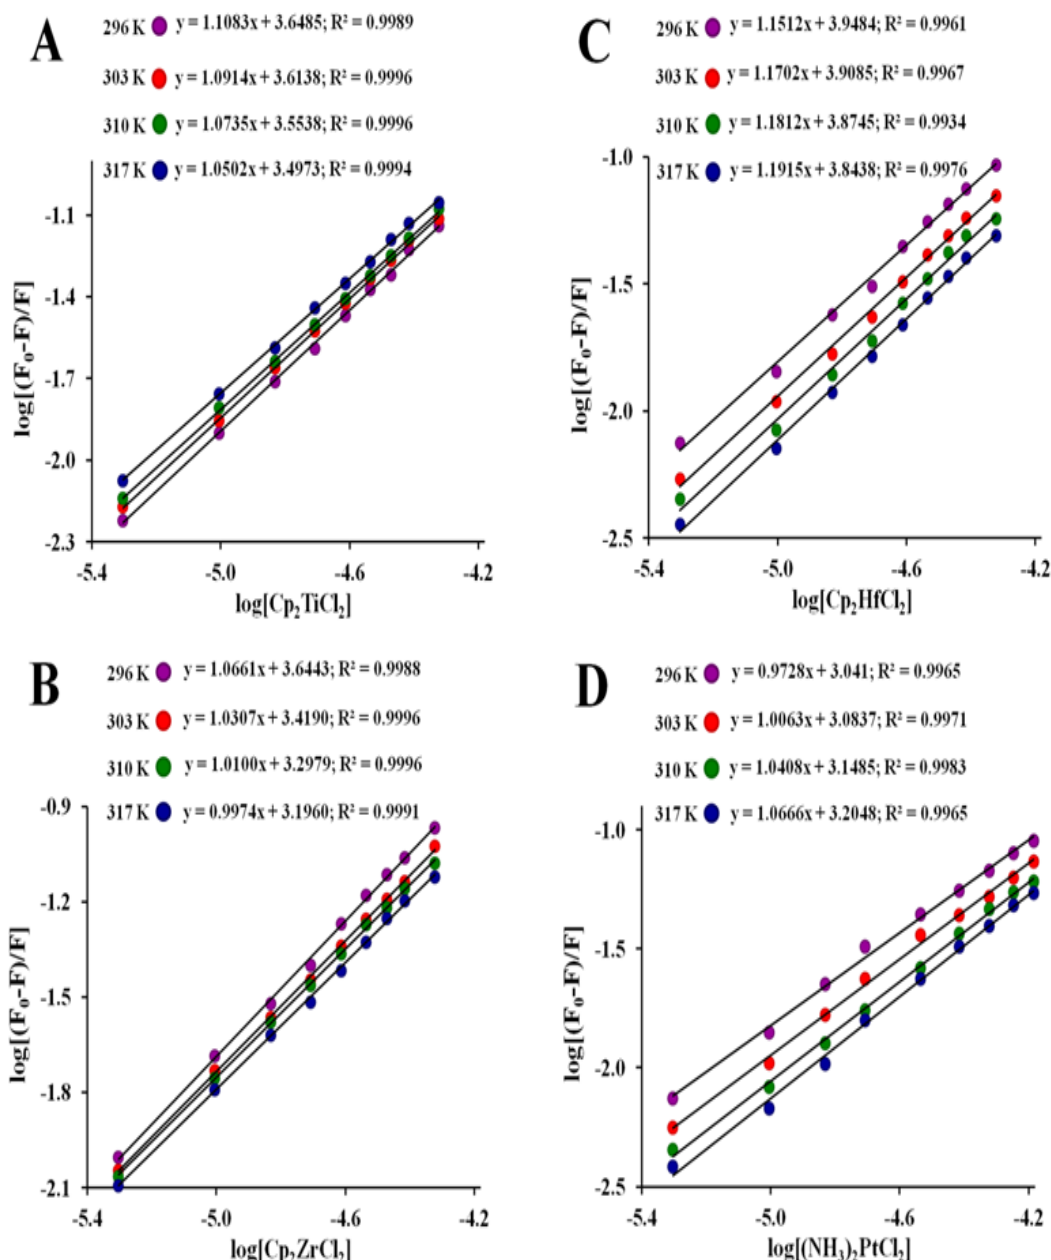 A
296 K y = 1.1083x + 3.6485; R² = 0.9989
303 K y = 1.0914x + 3.6138; R² = 0.9996
310 K y = 1.0735x + 3.5538; R² = 0.9996
317 K y = 1.0502x + 3.4973; R² = 0.9994
log[(F₀-F)/F]
-1.1
-1.4
-1.7
-2.0
-2.3
-5.4 -5.0 -4.6 -4.2
log[Cp₂TiCl₂]
C
296 K y = 1.1512x + 3.9484; R² = 0.9961
303 K y = 1.1702x + 3.9085; R² = 0.9967
310 K y = 1.1812x + 3.8745; R² = 0.9934
317 K y = 1.1915x + 3.8438; R² = 0.9976
log[(F₀-F)/F]
-1.0
-1.5
-2.0
-2.5
-5.4 -5.0 -4.6 -4.2
log[Cp₂HfCl₂]
B
296 K y = 1.0661x + 3.6443; R² = 0.9988
303 K y = 1.0307x + 3.4190; R² = 0.9996
310 K y = 1.0100x + 3.2979; R² = 0.9996
317 K y = 0.9974x + 3.1960; R² = 0.9991
log[(F₀-F)/F]
-0.9
-1.2
-1.5
-1.8
-2.1
-5.4 -5.0 -4.6 -4.2
log[Cp₂ZrCl₂]
D
296 K y = 0.9728x + 3.041; R² = 0.9965
303 K y = 1.0063x + 3.0837; R² = 0.9971
310 K y = 1.0408x + 3.1485; R² = 0.9983
317 K y = 1.0666x + 3.2048; R² = 0.9965
log[(F₀-F)/F]
-1.0
-1.5
-2.0
-2.5
-5.4 -5.0 -4.6 -4.2
log[(NH₃)₂PtCl₂]